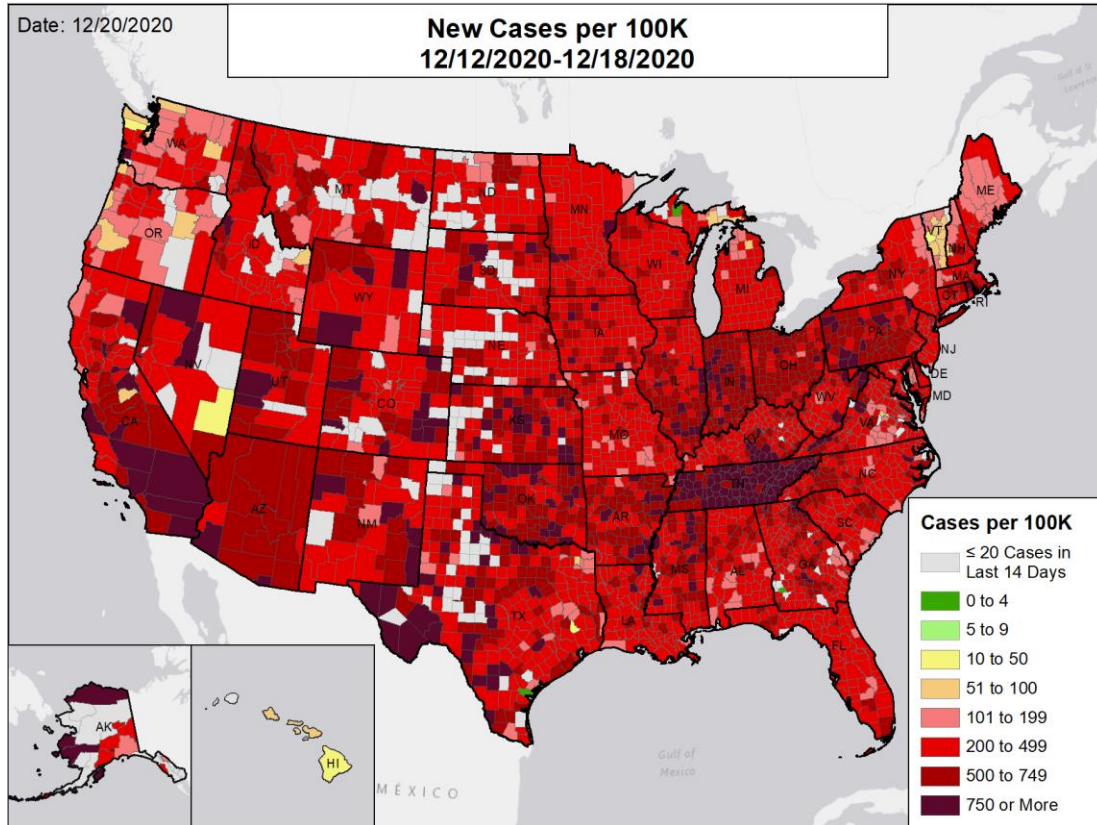 Date: 12/20/2020
New Cases per 100K
12/12/2020-12/18/2020
Gulf of St
Lawrence
WA
MT
ND
MN
ME
OR
ID
SD
WI
VT
NH
WY
MI
NY
MA
CT
RI
IA
NE
PA
NJ
NV
UT
CO
IL
IN
OH
DE
MD
CA
KS
MO
WV
VA
KY
AZ
NM
OK
AR
TN
NC
SC
MS
AL
GA
TX
LA
FL
AK
HI
MÉXICO
Gulf of
Mexico
Cases per 100K
≤ 20 Cases in
Last 14 Days
0 to 4
5 to 9
10 to 50
51 to 100
101 to 199
200 to 499
500 to 749
750 or More